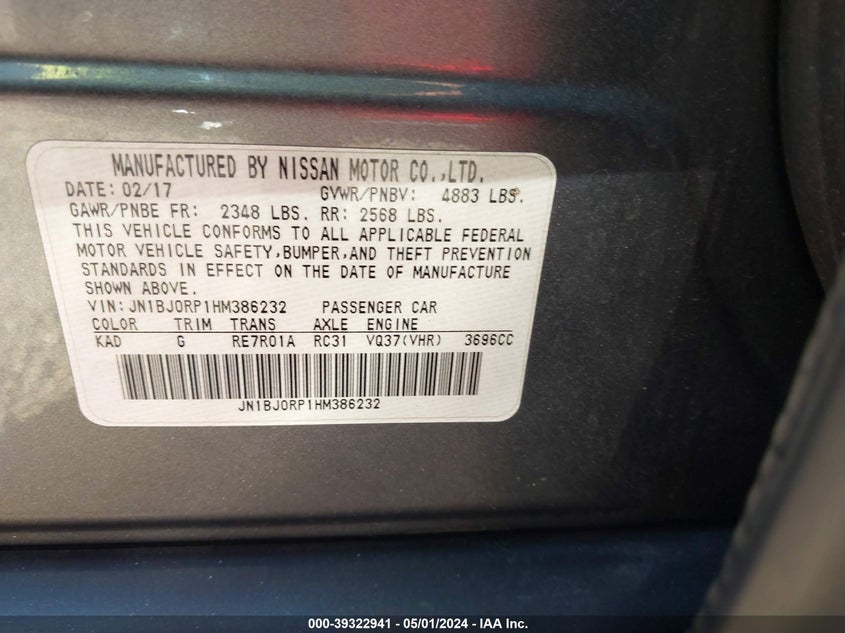 MANUFACTURED BY NISSAN MOTOR CO.,LTD.
DATE: 02/17 GVWR/PNBV: 4883 LBS.
GAWR/PNBE FR: 2348 LBS. RR: 2568 LBS.
THIS VEHICLE CONFORMS TO ALL APPLICABLE FEDERAL
MOTOR VEHICLE SAFETY,BUMPER,AND THEFT PREVENTION
STANDARDS IN EFFECT ON THE DATE OF MANUFACTURE
SHOWN ABOVE.
VIN:JN1BJ0RP1HM386232 PASSENGER CAR
COLOR TRIM TRANS AXLE ENGINE
KAD G RE7R01A RC31 VQ37(VHR) 3696CC
JN1BJ0RP1HM386232
000-39322941 - 05/01/2024 - IAA Inc.